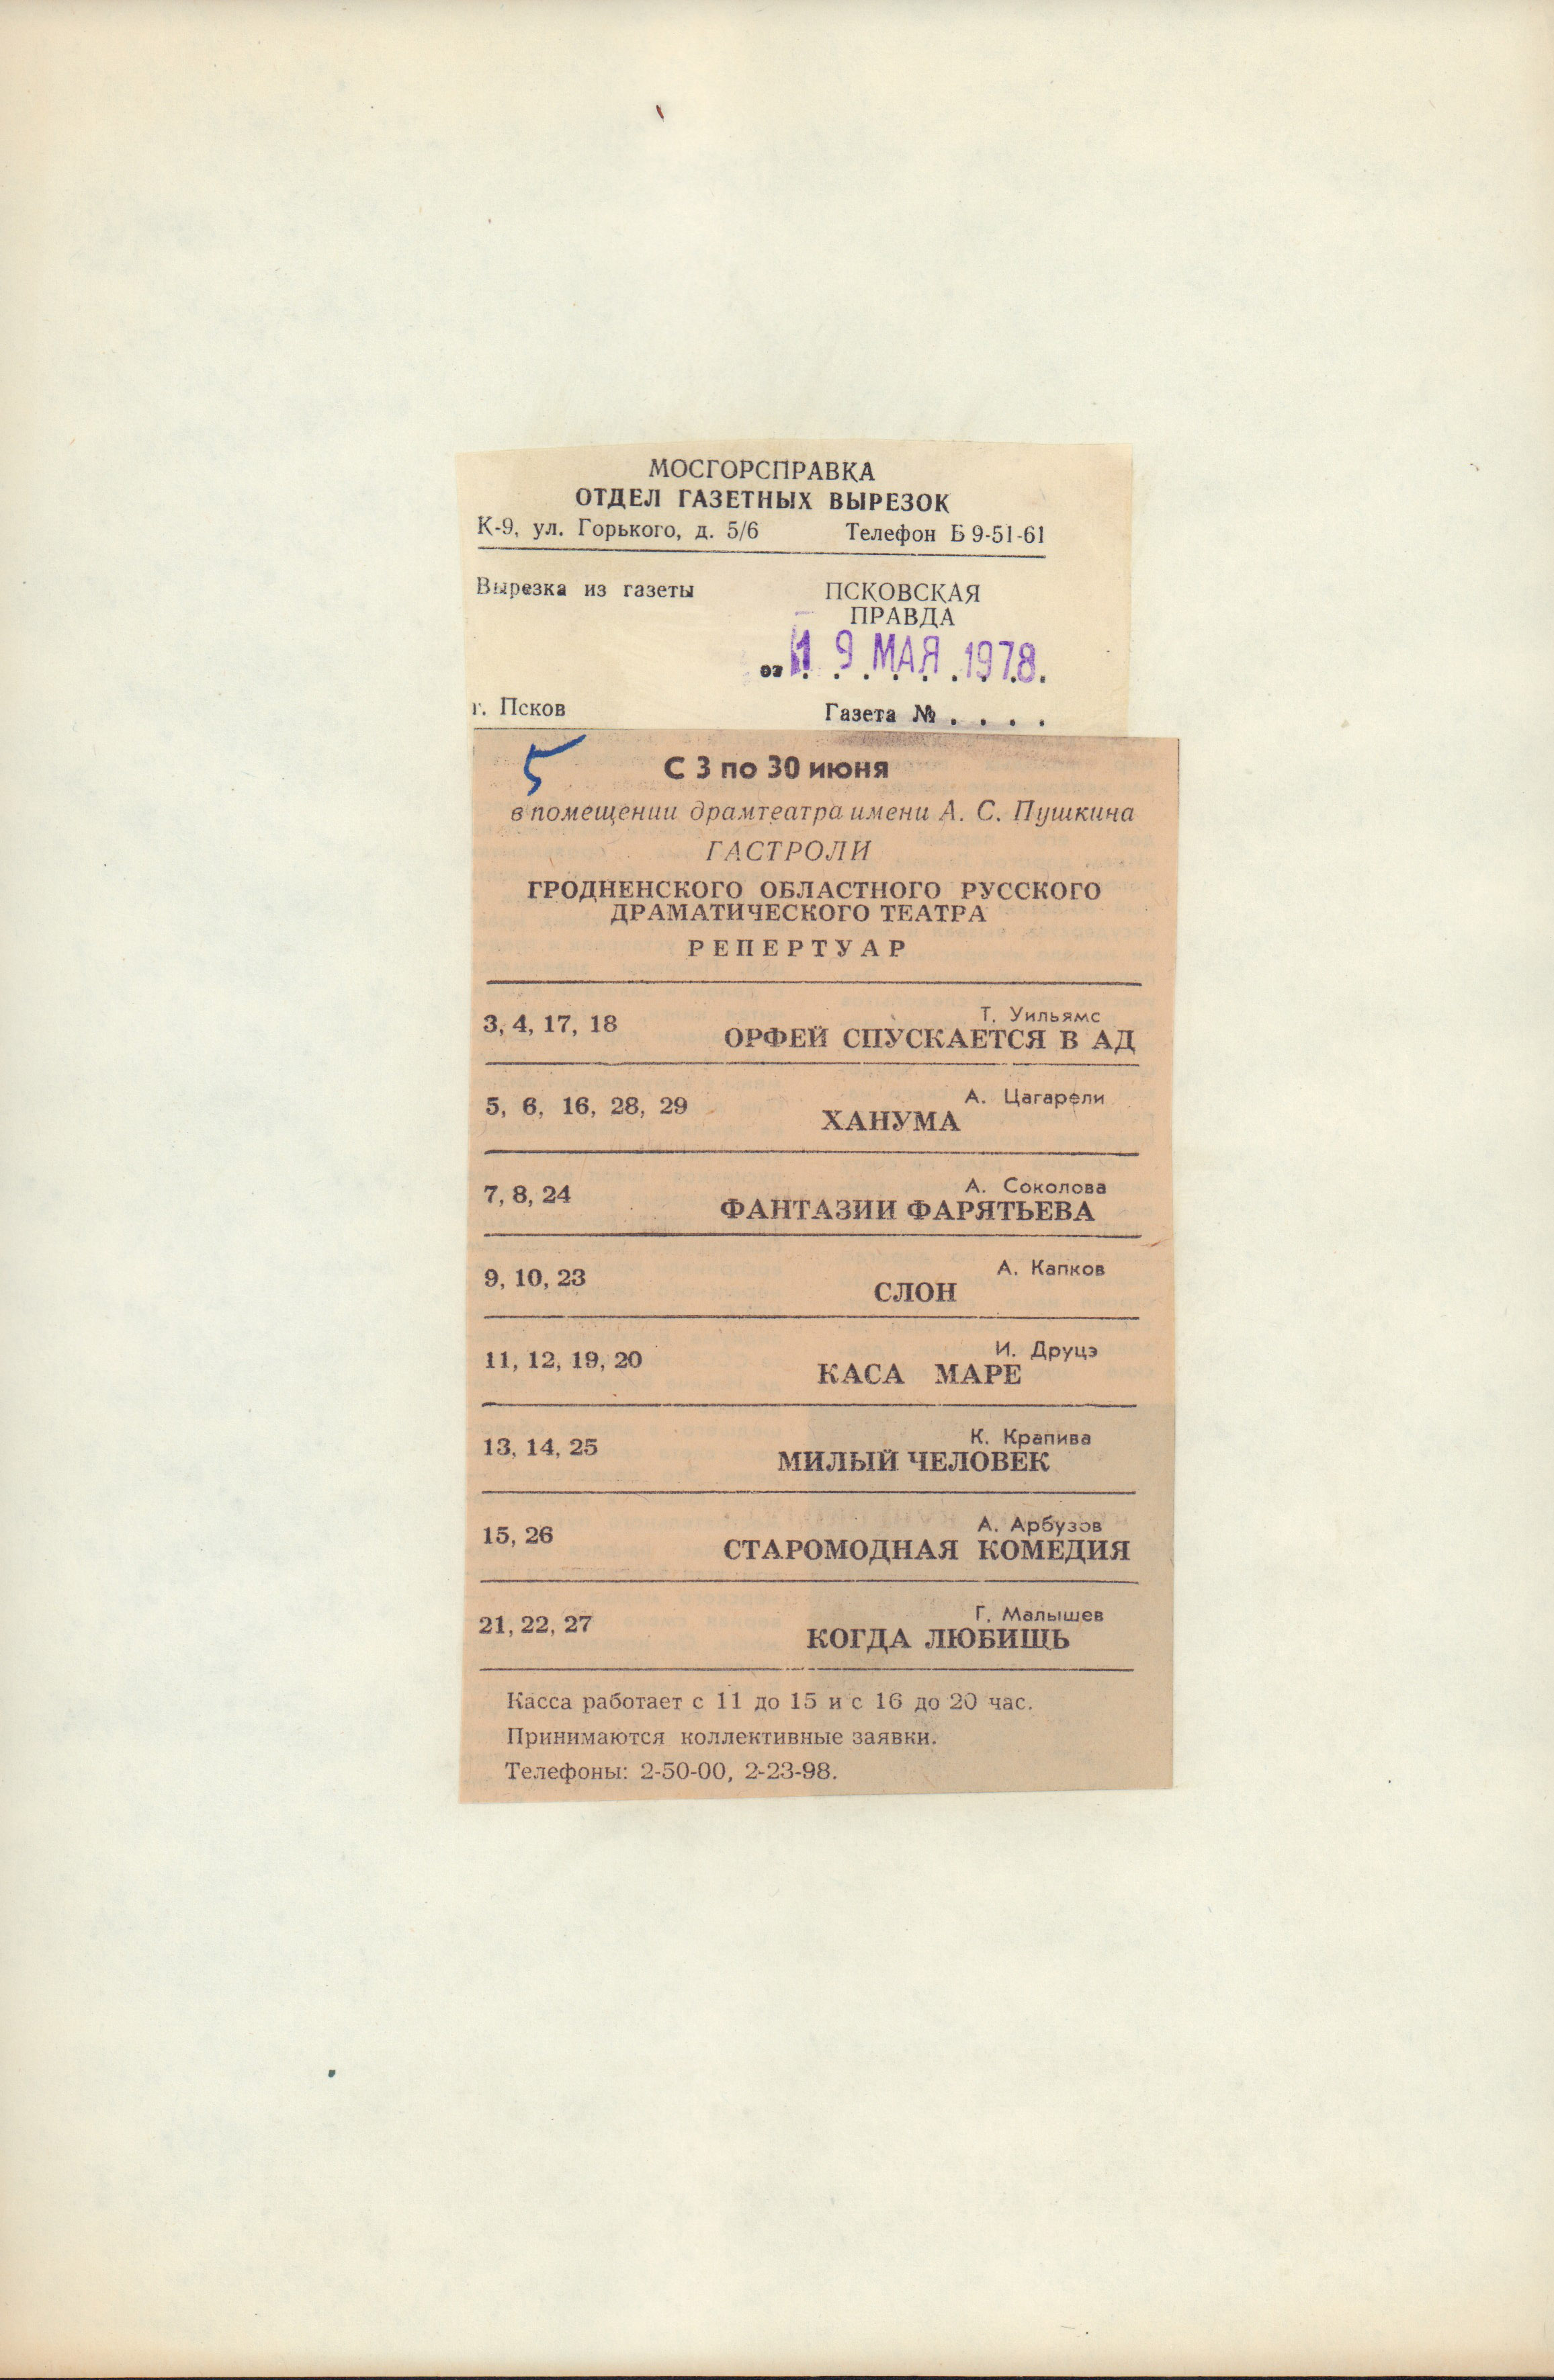 МОСГОРСПРАВКА
ОТДЕЛ ГАЗЕТНЫХ ВЫРЕЗОК
К-9, ул. Горького, д. 5/6 Телефон Б 9-51-61
Вырезка из газеты ПСКОВСКАЯ
ПРАВДА
от 19 МАЯ 1978
г. Псков Газета № . . . .
5
С 3 по 30 июня
в помещении драмтеатра имени А. С. Пушкина
ГАСТРОЛИ
ГРОДНЕНСКОГО ОБЛАСТНОГО РУССКОГО
ДРАМАТИЧЕСКОГО ТЕАТРА
РЕПЕРТУАР
Т. Уильямс
3, 4, 17, 18 ОРФЕЙ СПУСКАЕТСЯ В АД
А. Цагарели
5, 6, 16, 28, 29 ХАНУМА
А. Соколова
7, 8, 24 ФАНТАЗИИ ФАРЯТЬЕВА
А. Капков
9, 10, 23 СЛОН
И. Друцэ
11, 12, 19, 20 КАСА МАРЕ
К. Крапива
13, 14, 25 МИЛЫЙ ЧЕЛОВЕК
А. Арбузов
15, 26 СТАРОМОДНАЯ КОМЕДИЯ
Г. Малышев
21, 22, 27 КОГДА ЛЮБИШЬ
Касса работает с 11 до 15 и с 16 до 20 час.
Принимаются коллективные заявки.
Телефоны: 2-50-00, 2-23-98.